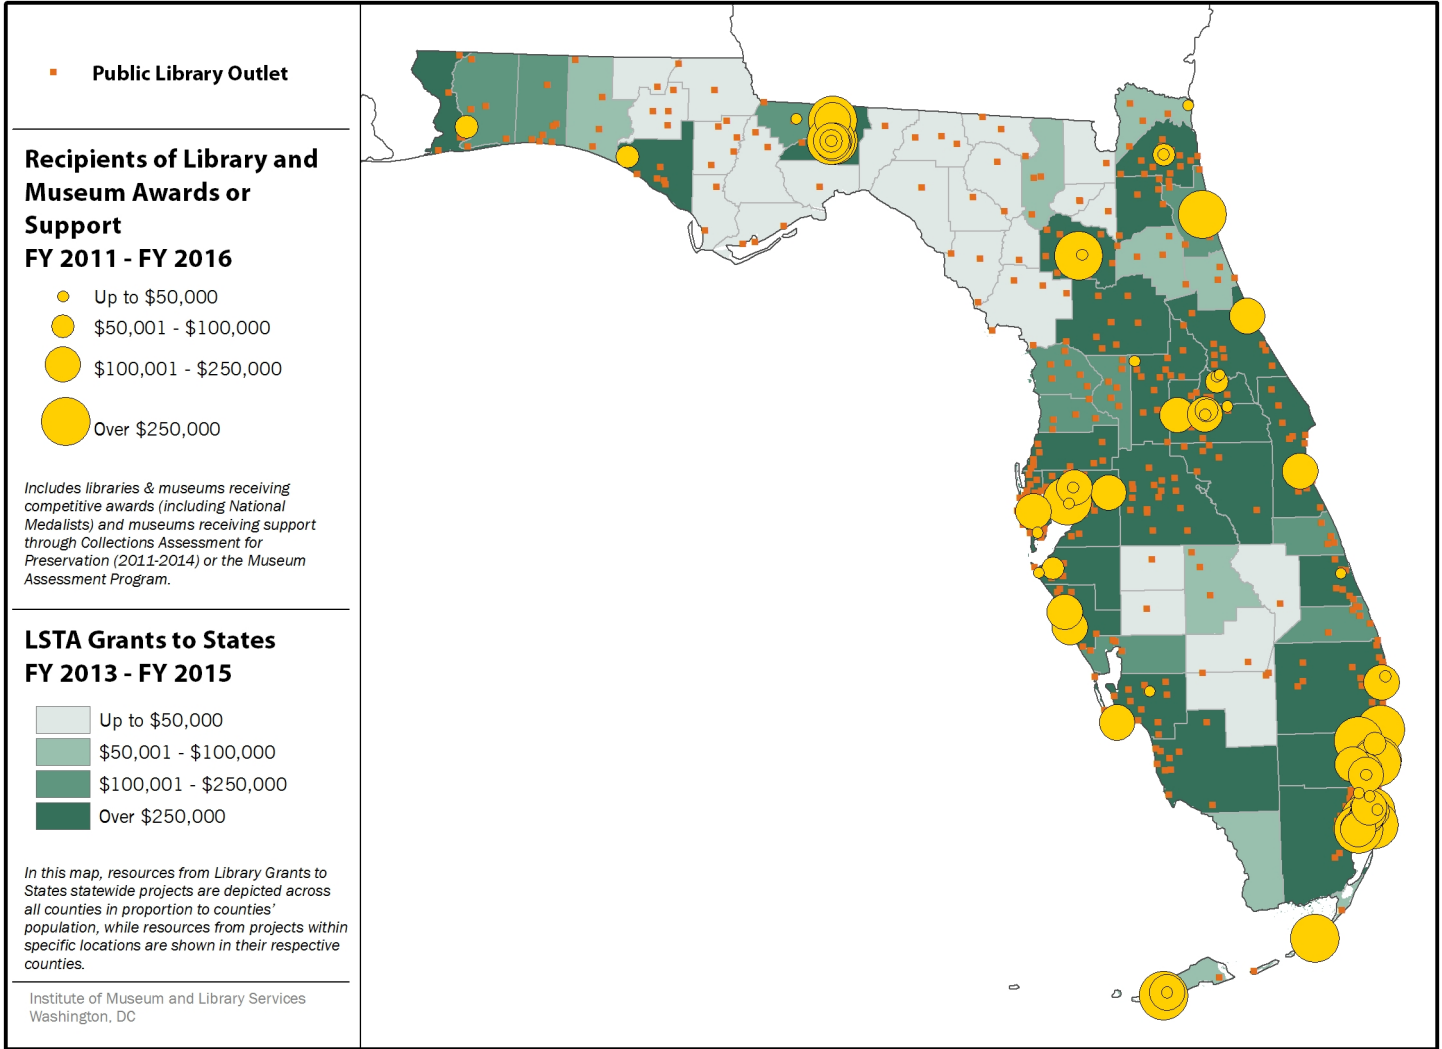 Public Library Outlet
Recipients of Library and
Museum Awards or
Support
FY 2011 - FY 2016
Up to $50,000
$50,001 - $100,000
$100,001 - $250,000
Over $250,000
Includes libraries & museums receiving
competitive awards (including National
Medalists) and museums receiving support
through Collections Assessment for
Preservation (2011-2014) or the Museum
Assessment Program.
LSTA Grants to States
FY 2013 - FY 2015
Up to $50,000
$50,001 - $100,000
$100,001 - $250,000
Over $250,000
In this map, resources from Library Grants to
States statewide projects are depicted across
all counties in proportion to counties'
population, while resources from projects within
specific locations are shown in their respective
counties.
Institute of Museum and Library Services
Washington, DC